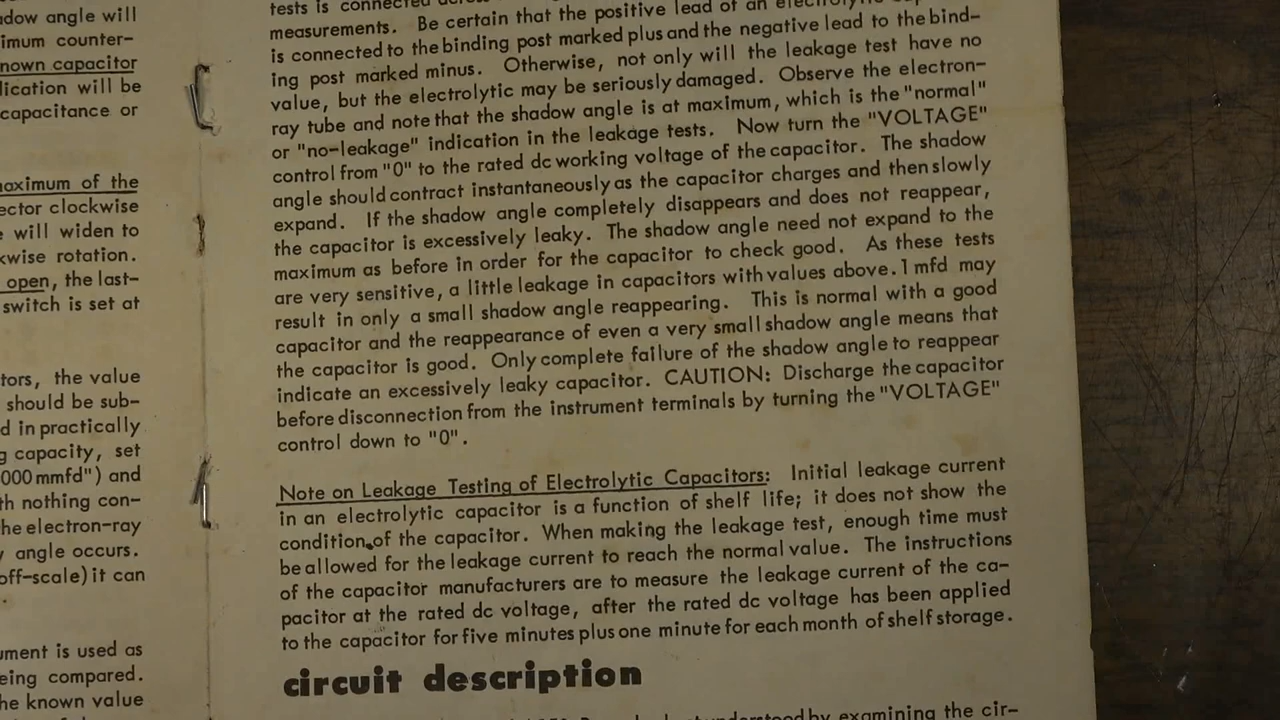 adow angle will
imum counter–
nown capacitor
lication will be
capacitance or
aximum of the
ector clockwise
will widen to
kwise rotation.
open, the last–
switch is set at
tors, the value
should be sub–
d in practically
g capacity, set
000 mmfd") and
th nothing con–
he electron–ray
angle occurs.
off–scale) it can
ument is used as
eing compared.
he known value
tests is connected
measurements. Be certain that the positive lead of an electrolytic
is connected to the binding post marked plus and the negative lead to the bind–
ing post marked minus. Otherwise, not only will the leakage test have no
value, but the electrolytic may be seriously damaged. Observe the electron–
ray tube and note that the shadow angle is at maximum, which is the "normal"
or "no–leakage" indication in the leakage tests. Now turn the "VOLTAGE"
control from "0" to the rated dc working voltage of the capacitor. The shadow
angle should contract instantaneously as the capacitor charges and then slowly
expand. If the shadow angle completely disappears and does not reappear,
the capacitor is excessively leaky. The shadow angle need not expand to the
maximum as before in order for the capacitor to check good. As these tests
are very sensitive, a little leakage in capacitors with values above .1 mfd may
result in only a small shadow angle reappearing. This is normal with a good
capacitor and the reappearance of even a very small shadow angle means that
the capacitor is good. Only complete failure of the shadow angle to reappear
indicate an excessively leaky capacitor. CAUTION: Discharge the capacitor
before disconnection from the instrument terminals by turning the "VOLTAGE"
control down to "0".
Note on Leakage Testing of Electrolytic Capacitors: Initial leakage current
in an electrolytic capacitor is a function of shelf life; it does not show the
condition of the capacitor. When making the leakage test, enough time must
be allowed for the leakage current to reach the normal value. The instructions
of the capacitor manufacturers are to measure the leakage current of the ca–
pacitor at the rated dc voltage, after the rated dc voltage has been applied
to the capacitor for five minutes plus one minute for each month of shelf storage.
circuit description
understood by examining the cir–